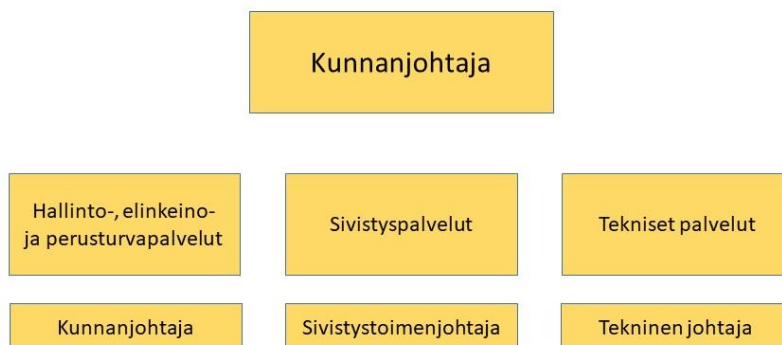 Kunnanjohtaja
Hallinto-, elinkeino-
ja perusturvapalvelut
Sivistyspalvelut
Tekniset palvelut
Kunnanjohtaja
Sivistystoimenjohtaja
Tekninen johtaja